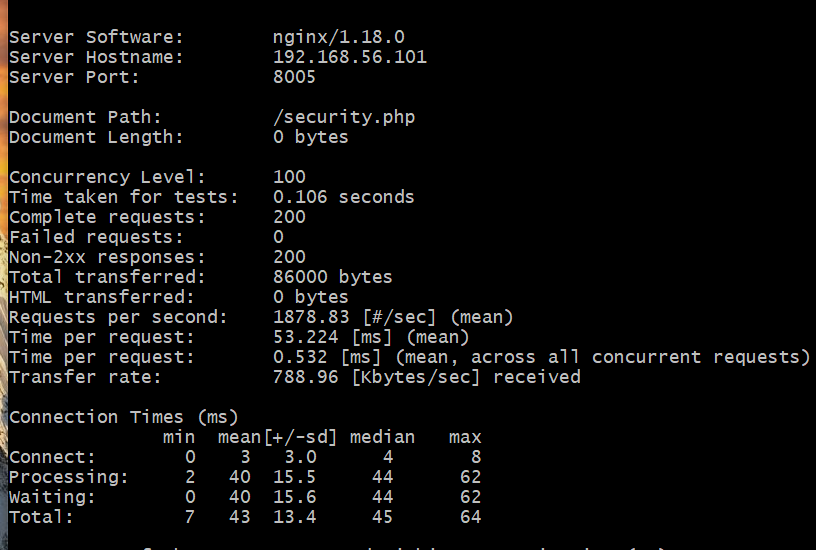 Server Software: nginx/1.18.0
Server Hostname: 192.168.56.101
Server Port: 8005
Document Path: /security.php
Document Length: 0 bytes
Concurrency Level: 100
Time taken for tests: 0.106 seconds
Complete requests: 200
Failed requests: 0
Non-2xx responses: 200
Total transferred: 86000 bytes
HTML transferred: 0 bytes
Requests per second: 1878.83 [#/sec] (mean)
Time per request: 53.224 [ms] (mean)
Time per request: 0.532 [ms] (mean, across all concurrent requests)
Transfer rate: 788.96 [Kbytes/sec] received
Connection Times (ms)
min mean[+/-sd] median max
Connect: 0 3 3.0 4 8
Processing: 2 40 15.5 44 62
Waiting: 0 40 15.6 44 62
Total: 7 43 13.4 45 64